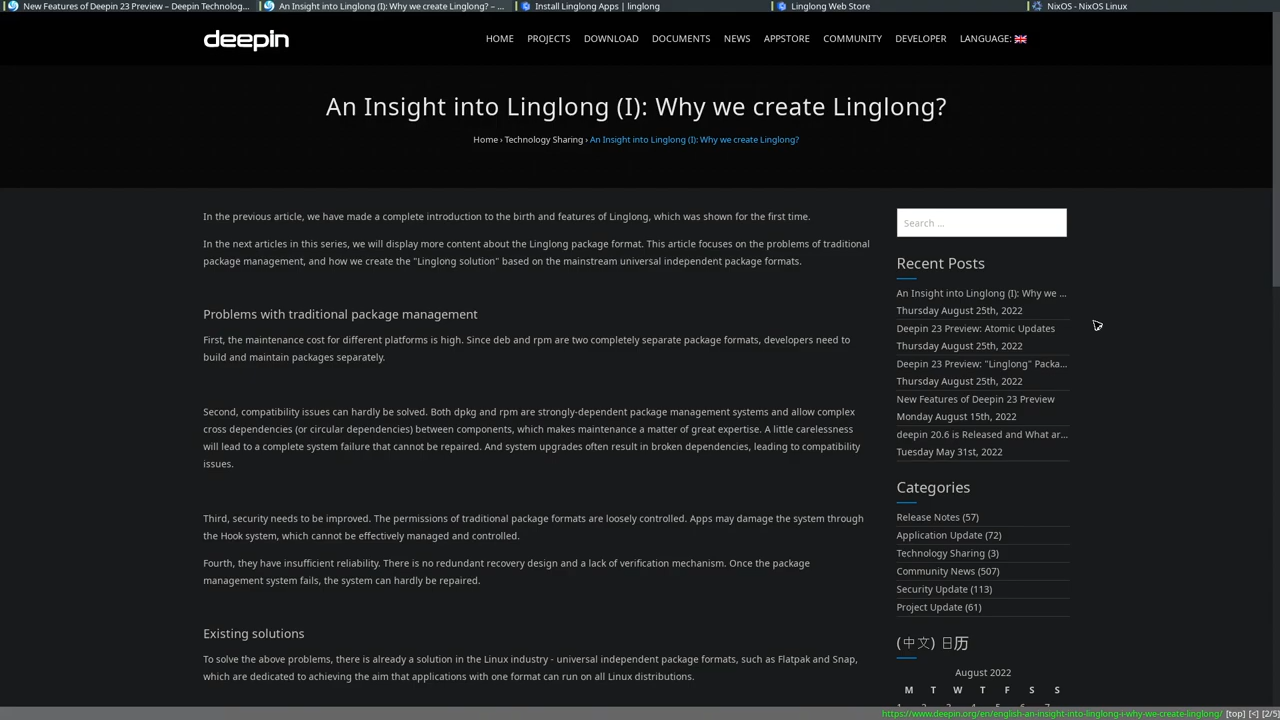 New Features of Deepin 23 Preview – Deepin Technolog...
An Insight into Linglong (I): Why we create Linglong? – ...
Install Linglong Apps | linglong
Linglong Web Store
NixOS - NixOS Linux
deepin
HOME PROJECTS DOWNLOAD DOCUMENTS NEWS APPSTORE COMMUNITY DEVELOPER LANGUAGE:
An Insight into Linglong (I): Why we create Linglong?
Home › Technology Sharing › An Insight into Linglong (I): Why we create Linglong?
In the previous article, we have made a complete introduction to the birth and features of Linglong, which was shown for the first time.
In the next articles in this series, we will display more content about the Linglong package format. This article focuses on the problems of traditional
package management, and how we create the "Linglong solution" based on the mainstream universal independent package formats.
Problems with traditional package management
First, the maintenance cost for different platforms is high. Since deb and rpm are two completely separate package formats, developers need to
build and maintain packages separately.
Second, compatibility issues can hardly be solved. Both dpkg and rpm are strongly-dependent package management systems and allow complex
cross dependencies (or circular dependencies) between components, which makes maintenance a matter of great expertise. A little carelessness
will lead to a complete system failure that cannot be repaired. And system upgrades often result in broken dependencies, leading to compatibility
issues.
Third, security needs to be improved. The permissions of traditional package formats are loosely controlled. Apps may damage the system through
the Hook system, which cannot be effectively managed and controlled.
Fourth, they have insufficient reliability. There is no redundant recovery design and a lack of verification mechanism. Once the package
management system fails, the system can hardly be repaired.
Existing solutions
To solve the above problems, there is already a solution in the Linux industry - universal independent package formats, such as Flatpak and Snap,
which are dedicated to achieving the aim that applications with one format can run on all Linux distributions.
Search ...
Recent Posts
An Insight into Linglong (I): Why we ...
Thursday August 25th, 2022
Deepin 23 Preview: Atomic Updates
Thursday August 25th, 2022
Deepin 23 Preview: "Linglong" Packa...
Thursday August 25th, 2022
New Features of Deepin 23 Preview
Monday August 15th, 2022
deepin 20.6 is Released and What ar...
Tuesday May 31st, 2022
Categories
Release Notes (57)
Application Update (72)
Technology Sharing (3)
Community News (507)
Security Update (113)
Project Update (61)
(中文) 日历
August 2022
M T W T F S S
1 2 3 4 5 6 7
https://www.deepin.org/en/english-an-insight-into-linglong-i-why-we-create-linglong/ [top] [<] [2/5]